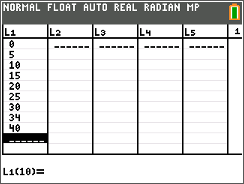 NORMAL FLOAT AUTO REAL RADIAN MP
L1 L2 L3 L4 L5 1
0 ------ ------ ------ ------
5
10
15
20
25
30
34
40
------
L1(10)=